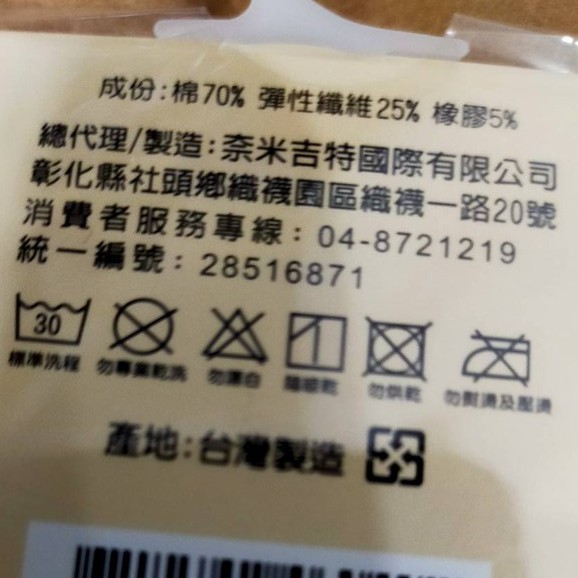 成份:棉70% 彈性纖維25% 橡膠5%
總代理/製造:奈米吉特國際有限公司
彰化縣社頭鄉織襪園區織襪一路20號
消費者服務專線: 04-8721219
統一編號: 28516871
30
標準洗程 勿專業乾洗 勿漂白 陰晾乾 勿烘乾 勿熨燙及壓燙
產地:台灣製造